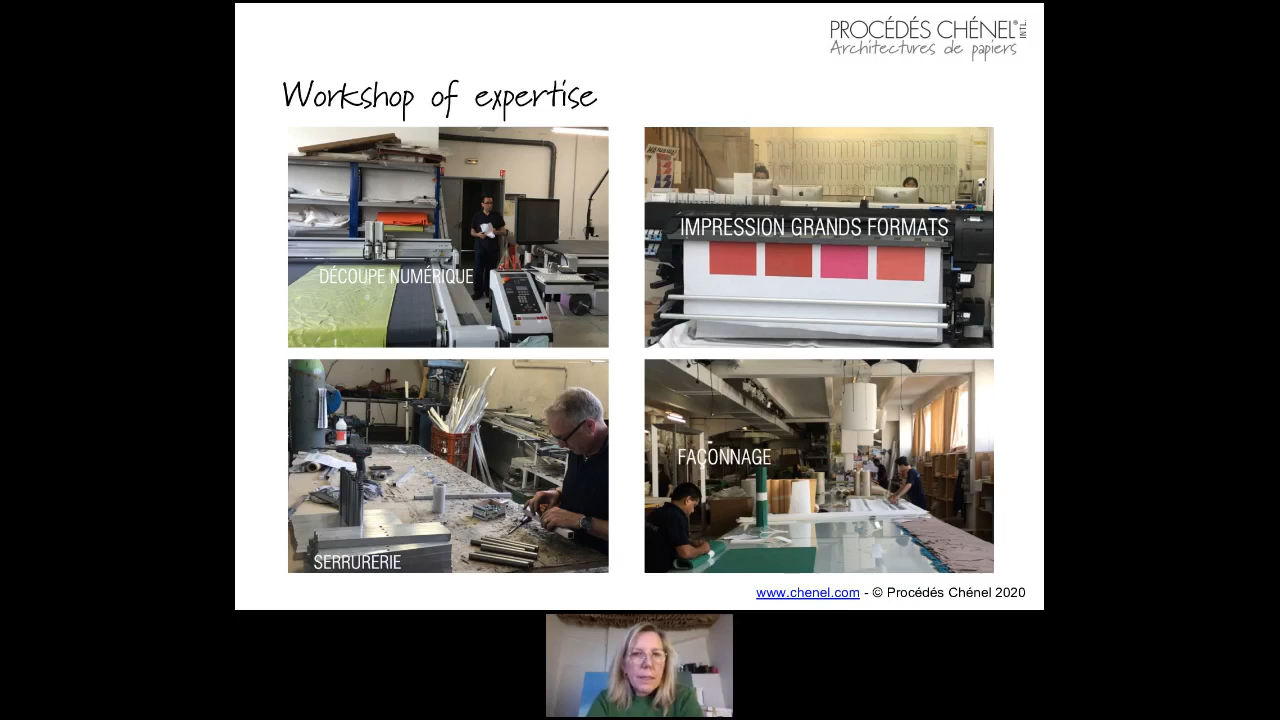 PROCÉDÉS CHÉNEL® INTL.
Architectures de papiers
Workshop of expertise
DÉCOUPE NUMÉRIQUE
IMPRESSION GRANDS FORMATS
SERRURERIE
FAÇONNAGE
www.chenel.com - © Procédés Chénel 2020